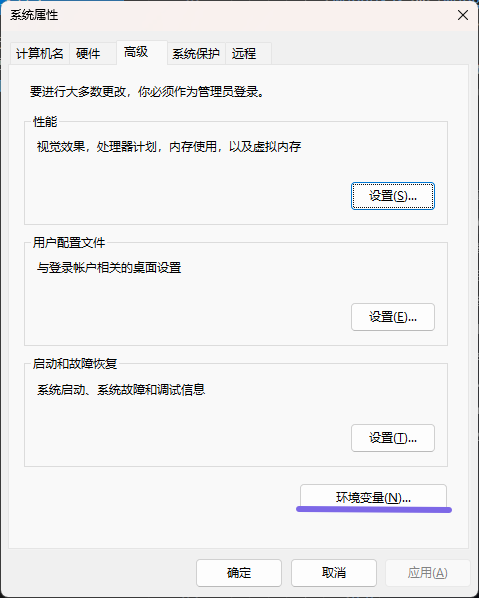 系统属性
计算机名 硬件 高级 系统保护 远程
要进行大多数更改，你必须作为管理员登录。
性能
视觉效果，处理器计划，内存使用，以及虚拟内存
设置(S)...
用户配置文件
与登录帐户相关的桌面设置
设置(E)...
启动和故障恢复
系统启动、系统故障和调试信息
设置(T)...
环境变量(N)...
确定 取消 应用(A)